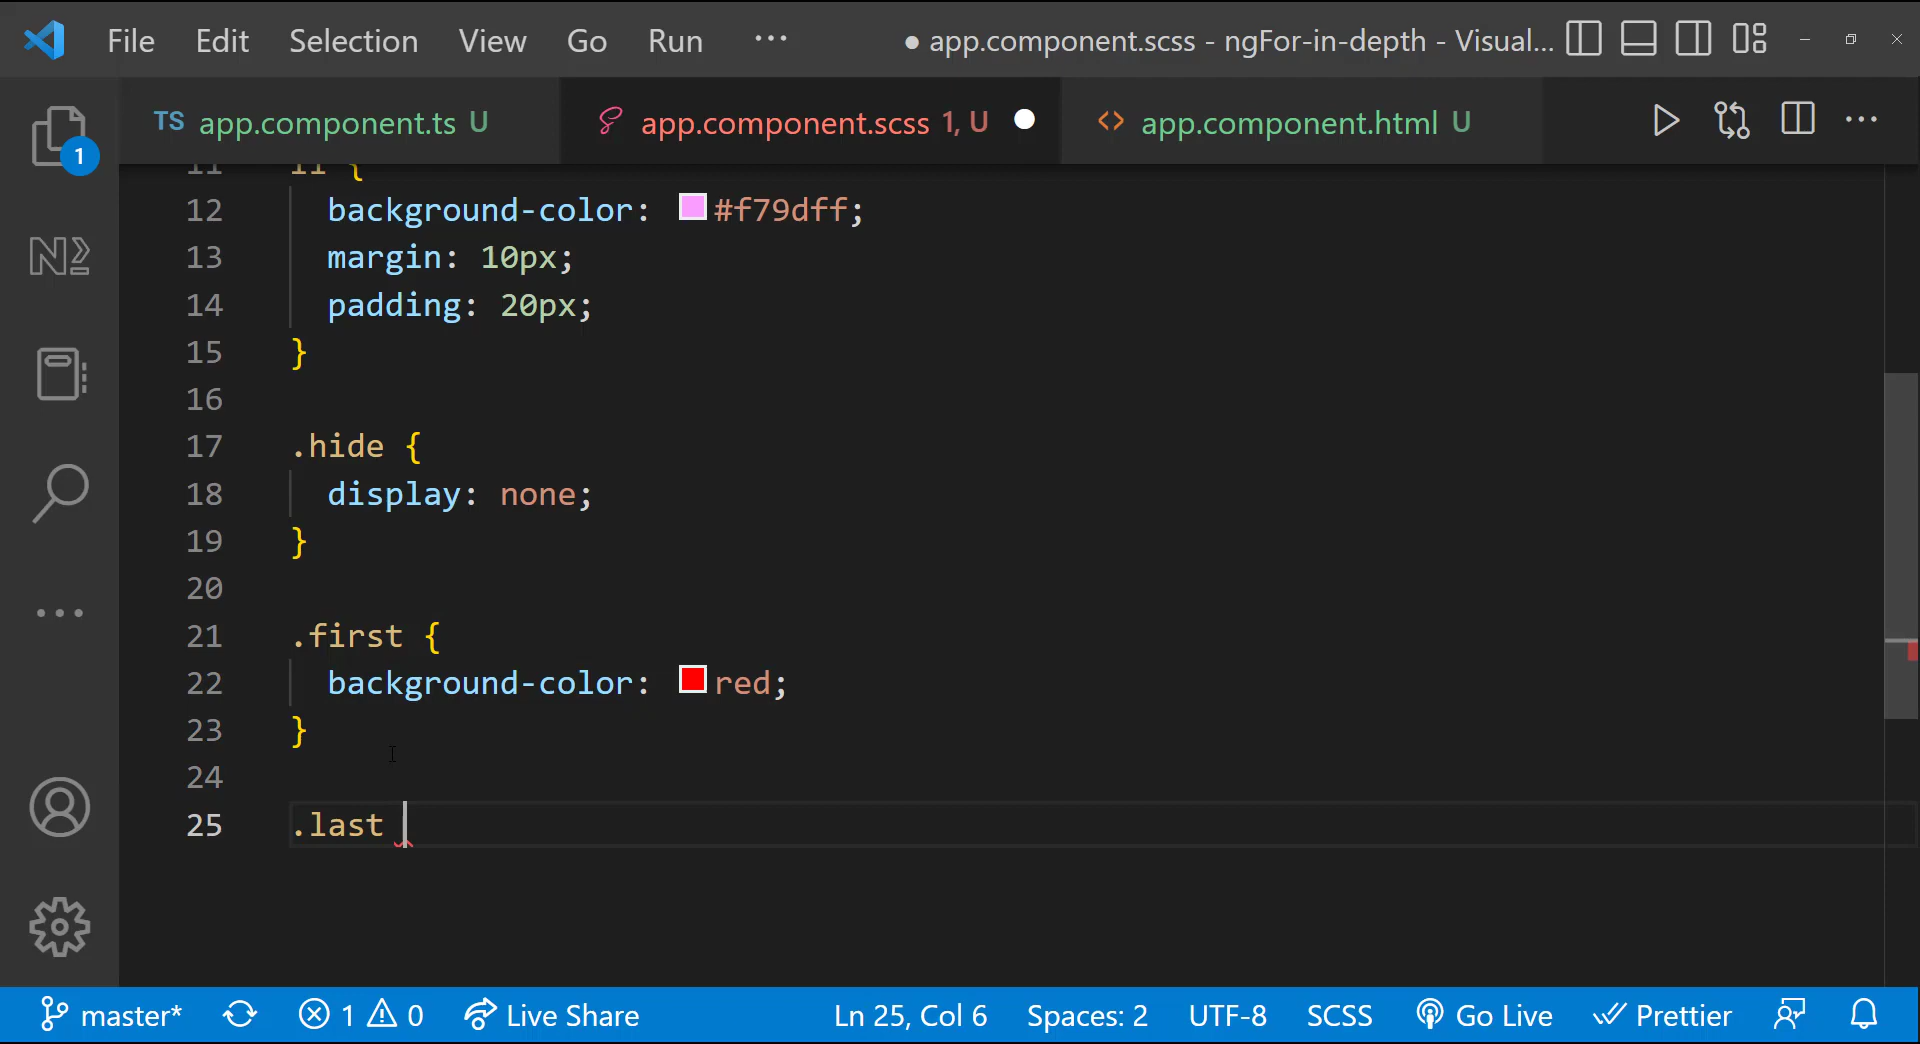 File Edit Selection View Go Run ··· ● app.component.scss - ngFor-in-depth - Visual...
TS app.component.ts U app.component.scss 1, U ● <> app.component.html U
1
11 li {
12 background-color: #f79dff;
13 margin: 10px;
14 padding: 20px;
15 }
16
17 .hide {
18 display: none;
19 }
20
21 .first {
22 background-color: red;
23 }
24
25 .last
master* 1 0 Live Share Ln 25, Col 6 Spaces: 2 UTF-8 SCSS Go Live Prettier